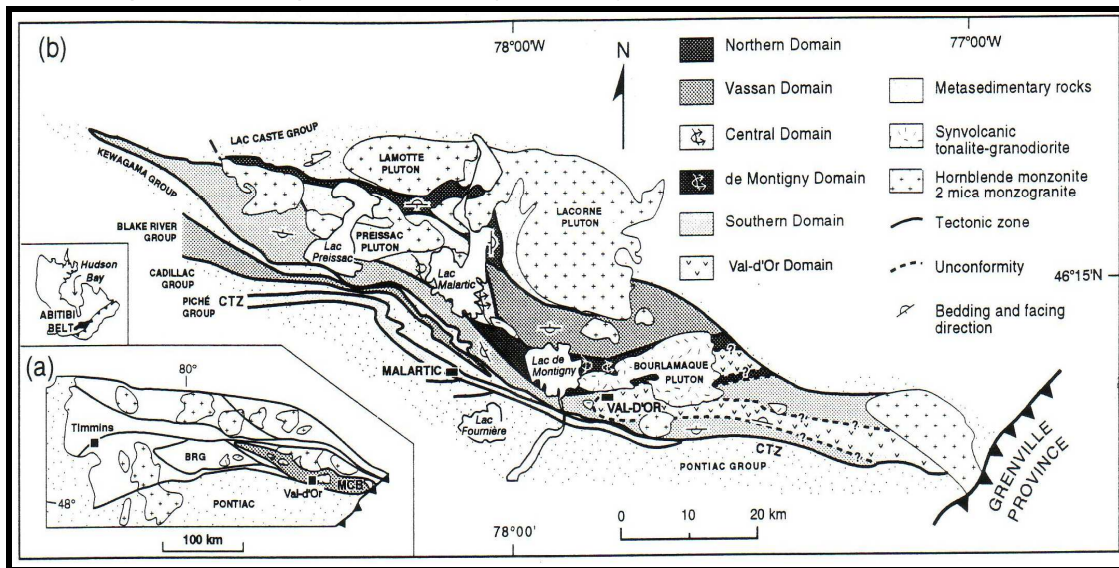 (b)
78°00'W
77°00'W
N
Northern Domain
Vassan Domain
Central Domain
de Montigny Domain
Southern Domain
Val-d'Or Domain
Metasedimentary rocks
Synvolcanic
tonalite-granodiorite
Hornblende monzonite
2 mica monzogranite
Tectonic zone
Unconformity
46°15'N
Bedding and facing
direction
LAC CASTE GROUP
KEWAGAMA GROUP
LAMOTTE
PLUTON
LACORNE
PLUTON
BLAKE RIVER
GROUP
PREISSAC
PLUTON
Lac
Preissac
Lac
Malartic
CADILLAC
GROUP
PICHÉ
GROUP
CTZ
Hudson
Bay
ABITIBI
BELT
MALARTIC
Lac de
Montigny
BOURLAMAQUE
PLUTON
?
?
?
?
?
?
VAL-D'OR
Lac
Fournière
CTZ
PONTIAC GROUP
GRENVILLE
PROVINCE
(a)
80°
Timmins
BRG
MCB
Val-d'Or
48°
PONTIAC
100 km
78°00'
0 10 20 km